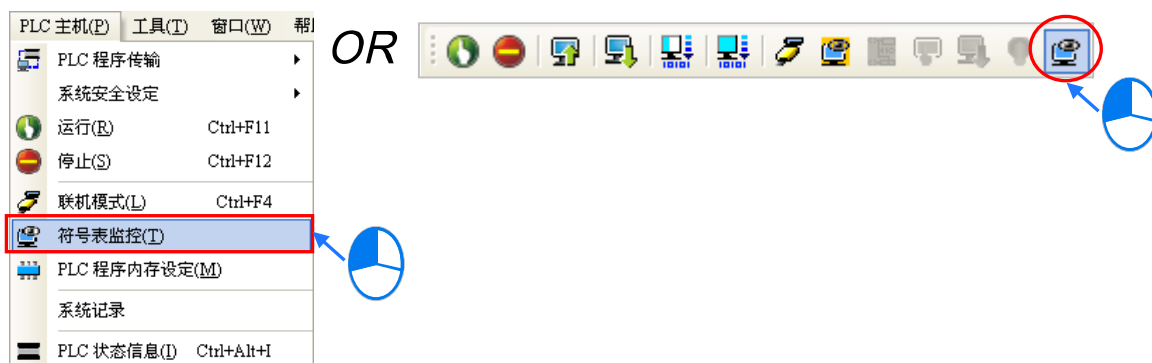 PLC 主机(P) 工具(T) 窗口(W)
PLC 程序传输
系统安全设定
运行(R) Ctrl+F11
停止(S) Ctrl+F12
联机模式(L) Ctrl+F4
符号表监控(T)
PLC 程序内存设定(M)
系统记录
PLC 状态信息(I) Ctrl+Alt+I
OR